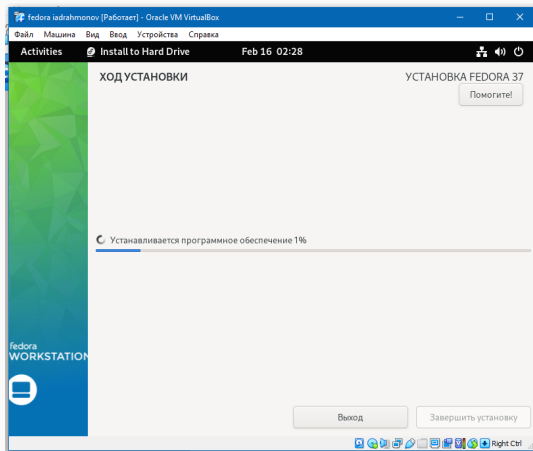 fedora iadrahmonov [Работает] - Oracle VM VirtualBox
Файл Машина Вид Ввод Устройства Справка
Activities Install to Hard Drive Feb 16 02:28
ХОД УСТАНОВКИ УСТАНОВКА FEDORA 37
Помогите!
Устанавливается программное обеспечение 1%
fedora
WORKSTATION
Выход Завершить установку
Right Ctrl